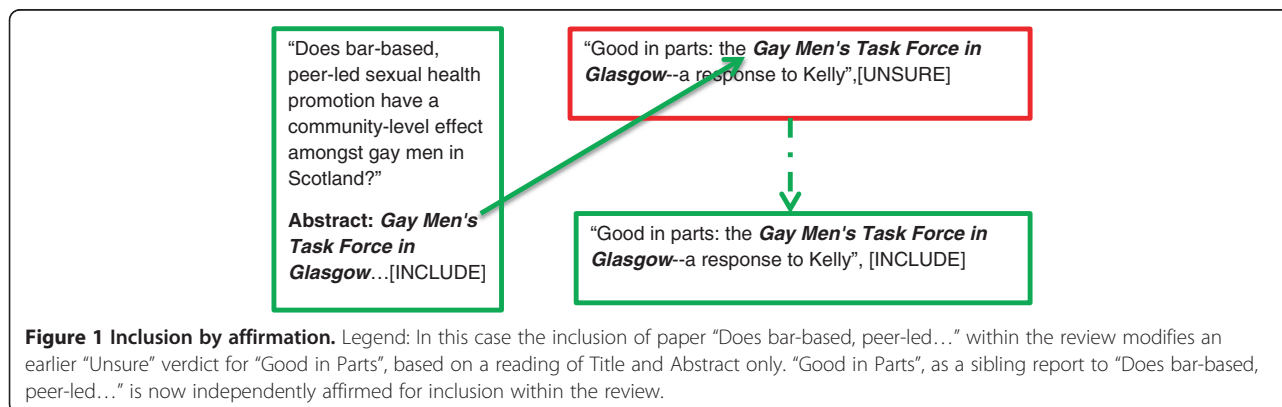 “Does bar-based,
peer-led sexual health
promotion have a
community-level effect
amongst gay men in
Scotland?”
Abstract: Gay Men's
Task Force in
Glasgow…[INCLUDE]
“Good in parts: the Gay Men's Task Force in
Glasgow--a response to Kelly”,[UNSURE]
“Good in parts: the Gay Men's Task Force in
Glasgow--a response to Kelly”, [INCLUDE]
Figure 1 Inclusion by affirmation. Legend: In this case the inclusion of paper “Does bar-based, peer-led…” within the review modifies an
earlier “Unsure” verdict for “Good in Parts”, based on a reading of Title and Abstract only. “Good in Parts”, as a sibling report to “Does bar-based,
peer-led…” is now independently affirmed for inclusion within the review.